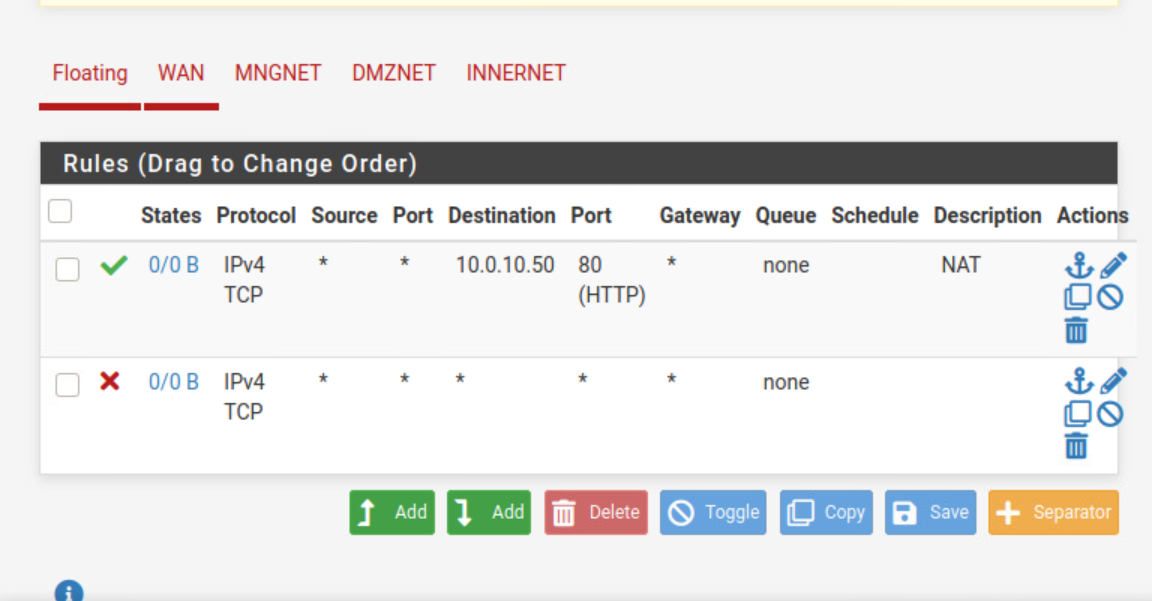 Floating WAN MNGNET DMZNET INNERNET
Rules (Drag to Change Order)
States Protocol Source Port Destination Port Gateway Queue Schedule Description Actions
0/0 B IPv4 * * 10.0.10.50 80 * none NAT
TCP (HTTP)
0/0 B IPv4 * * * * * none
TCP
Add Add Delete Toggle Copy Save Separator